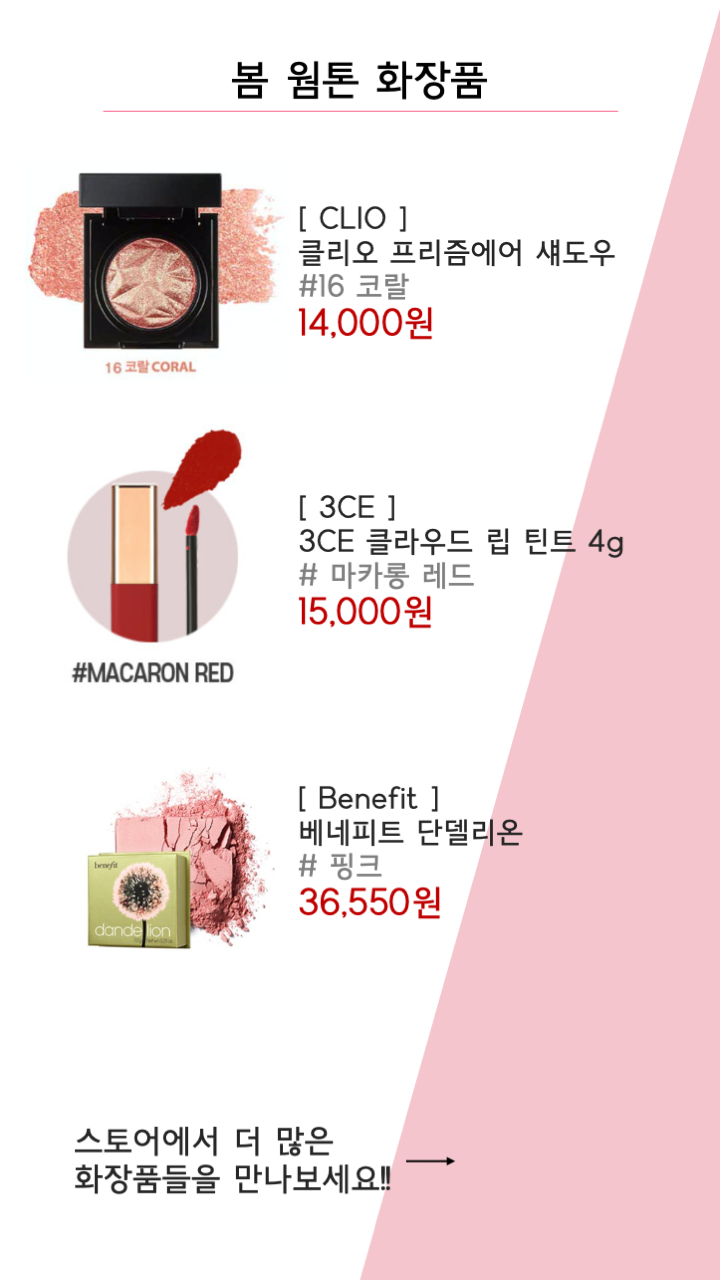 봄 웜톤 화장품
[ CLIO ]
클리오 프리즘에어 섀도우
#16 코랄
14,000원
16 코랄 CORAL
[ 3CE ]
3CE 클라우드 립 틴트 4g
# 마카롱 레드
15,000원
#MACARON RED
[ Benefit ]
베네피트 단델리온
# 핑크
36,550원
benefit
dandelion
스토어에서 더 많은
화장품들을 만나보세요!!